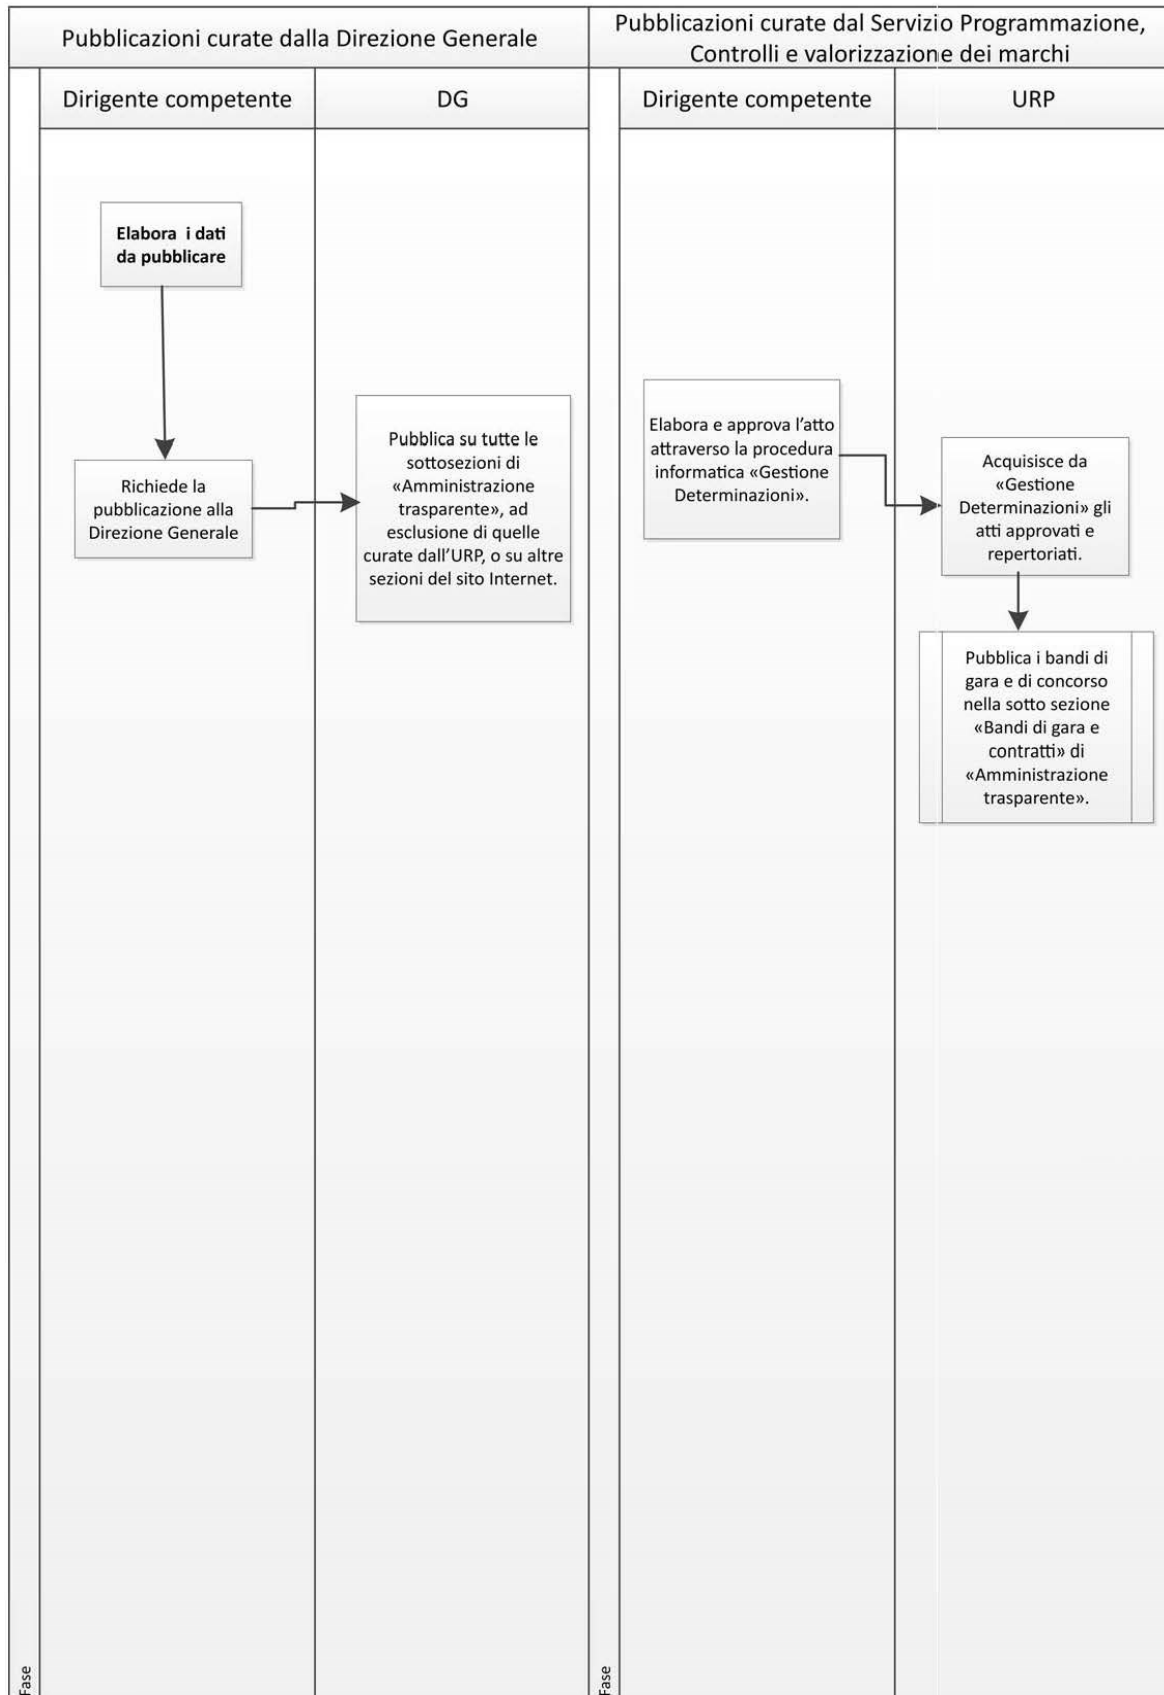 Pubblicazioni curate dalla Direzione Generale
Pubblicazioni curate dal Servizio Programmazione,
Controlli e valorizzazione dei marchi
Dirigente competente
DG
Dirigente competente
URP
Elabora i dati
da pubblicare
Richiede la
pubblicazione alla
Direzione Generale
Pubblica su tutte le
sottosezioni di
«Amministrazione
trasparente», ad
esclusione di quelle
curate dall’URP, o su altre
sezioni del sito Internet.
Elabora e approva l’atto
attraverso la procedura
informatica «Gestione
Determinazioni».
Acquisisce da
«Gestione
Determinazioni» gli
atti approvati e
repertoriati.
Pubblica i bandi di
gara e di concorso
nella sotto sezione
«Bandi di gara e
contratti» di
«Amministrazione
trasparente».
Fase
Fase